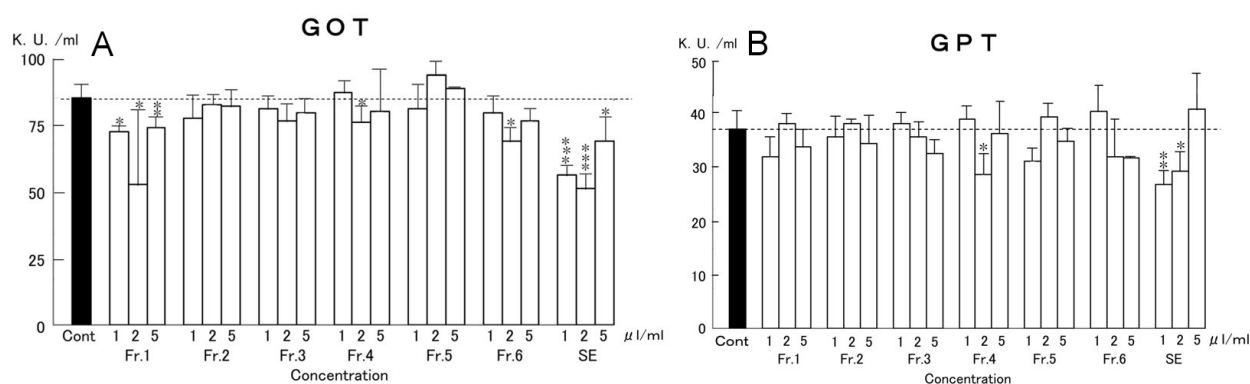 GOT
K. U. /ml
A
100
75
50
25
0
* * **
*
*
*** *** *
Cont 1 2 5 1 2 5 1 2 5 1 2 5 1 2 5 1 2 5 1 2 5 μl/ml
Fr.1 Fr.2 Fr.3 Fr.4 Fr.5 Fr.6 SE
Concentration
GPT
K. U. /ml
B
50
40
30
20
10
0
*
** *
Cont 1 2 5 1 2 5 1 2 5 1 2 5 1 2 5 1 2 5 1 2 5 μl/ml
Fr.1 Fr.2 Fr.3 Fr.4 Fr.5 Fr.6 SE
Concentration